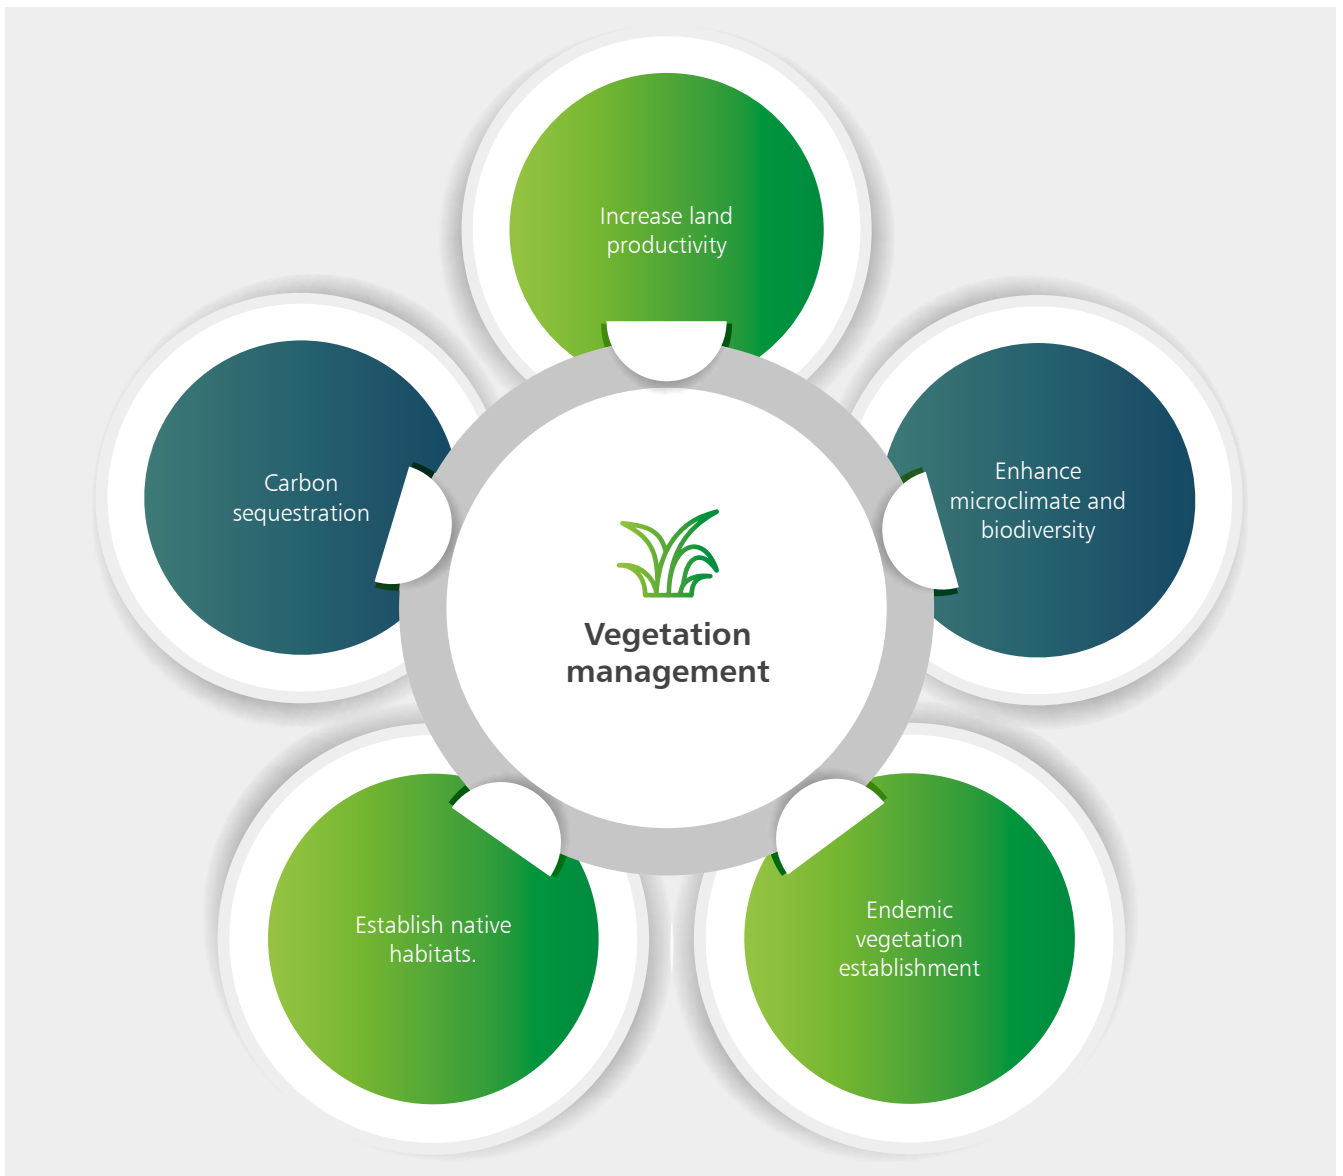 Increase land
productivity
Carbon
sequestration
Enhance
microclimate and
biodiversity
Vegetation
management
Establish native
habitats.
Endemic
vegetation
establishment